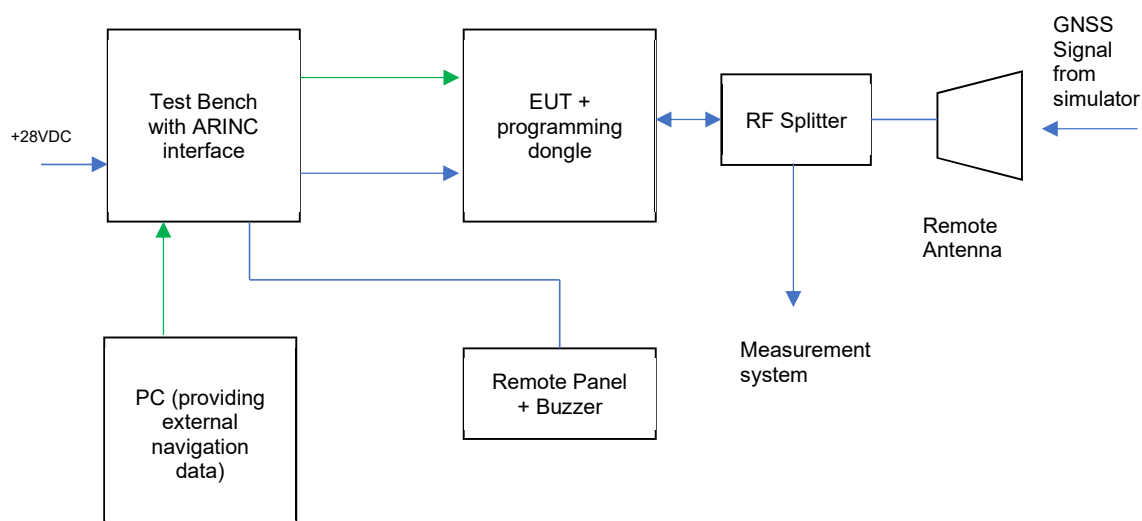 +28VDC
Test Bench
with ARINC
interface
EUT +
programming
dongle
RF Splitter
GNSS
Signal
from
simulator
Remote
Antenna
Measurement
system
Remote Panel
+ Buzzer
PC (providing
external
navigation
data)